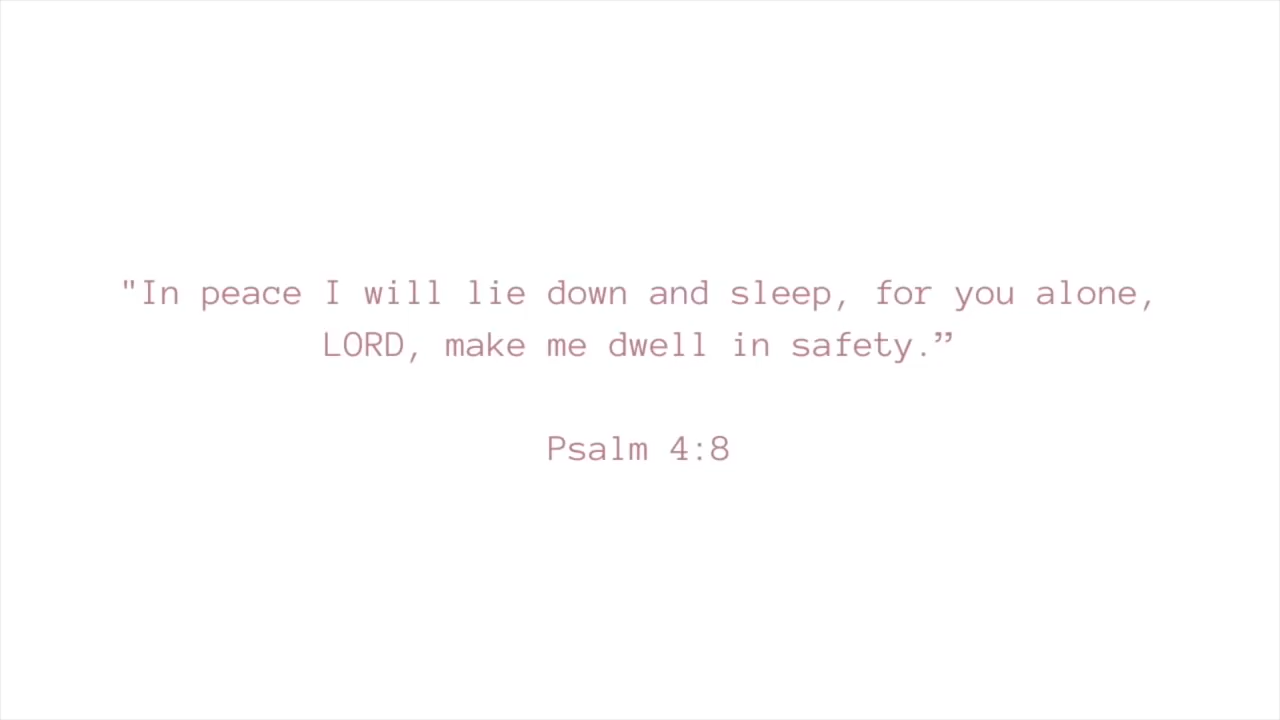 "In peace I will lie down and sleep, for you alone,
LORD, make me dwell in safety.”
Psalm 4:8